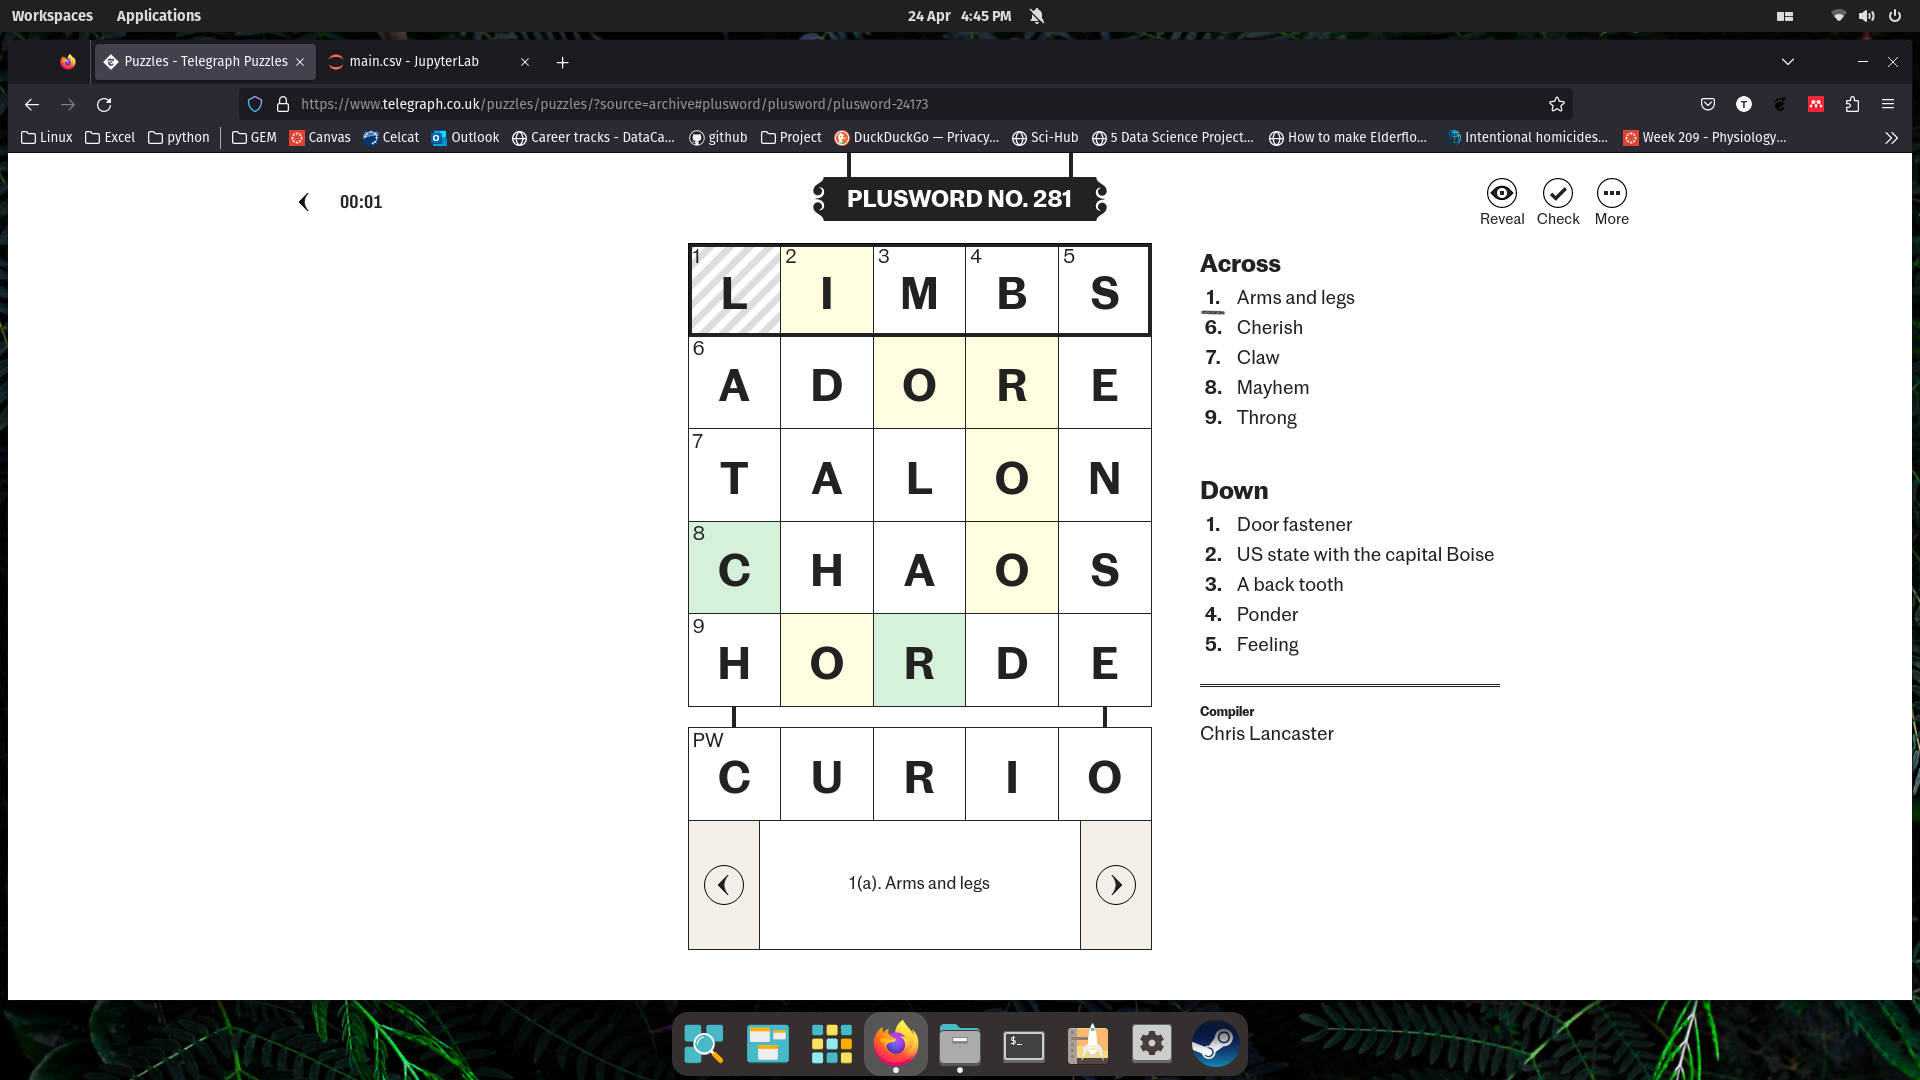 Workspaces Applications 24 Apr 4:45 PM
Puzzles - Telegraph Puzzles main.csv - JupyterLab
https://www.telegraph.co.uk/puzzles/puzzles/?source=archive#plusword/plusword/plusword-24173
Linux Excel python GEM Canvas Celcat Outlook Career tracks - DataCa... github Project DuckDuckGo — Privacy... Sci-Hub 5 Data Science Project... How to make Elderflo... Intentional homicides... Week 209 - Physiology...
00:01
PLUSWORD NO. 281
Reveal Check More
1 2 3 4 5
L I M B S
6
A D O R E
7
T A L O N
8
C H A O S
9
H O R D E
PW
C U R I O
1(a). Arms and legs
Across
1. Arms and legs
6. Cherish
7. Claw
8. Mayhem
9. Throng
Down
1. Door fastener
2. US state with the capital Boise
3. A back tooth
4. Ponder
5. Feeling
Compiler
Chris Lancaster